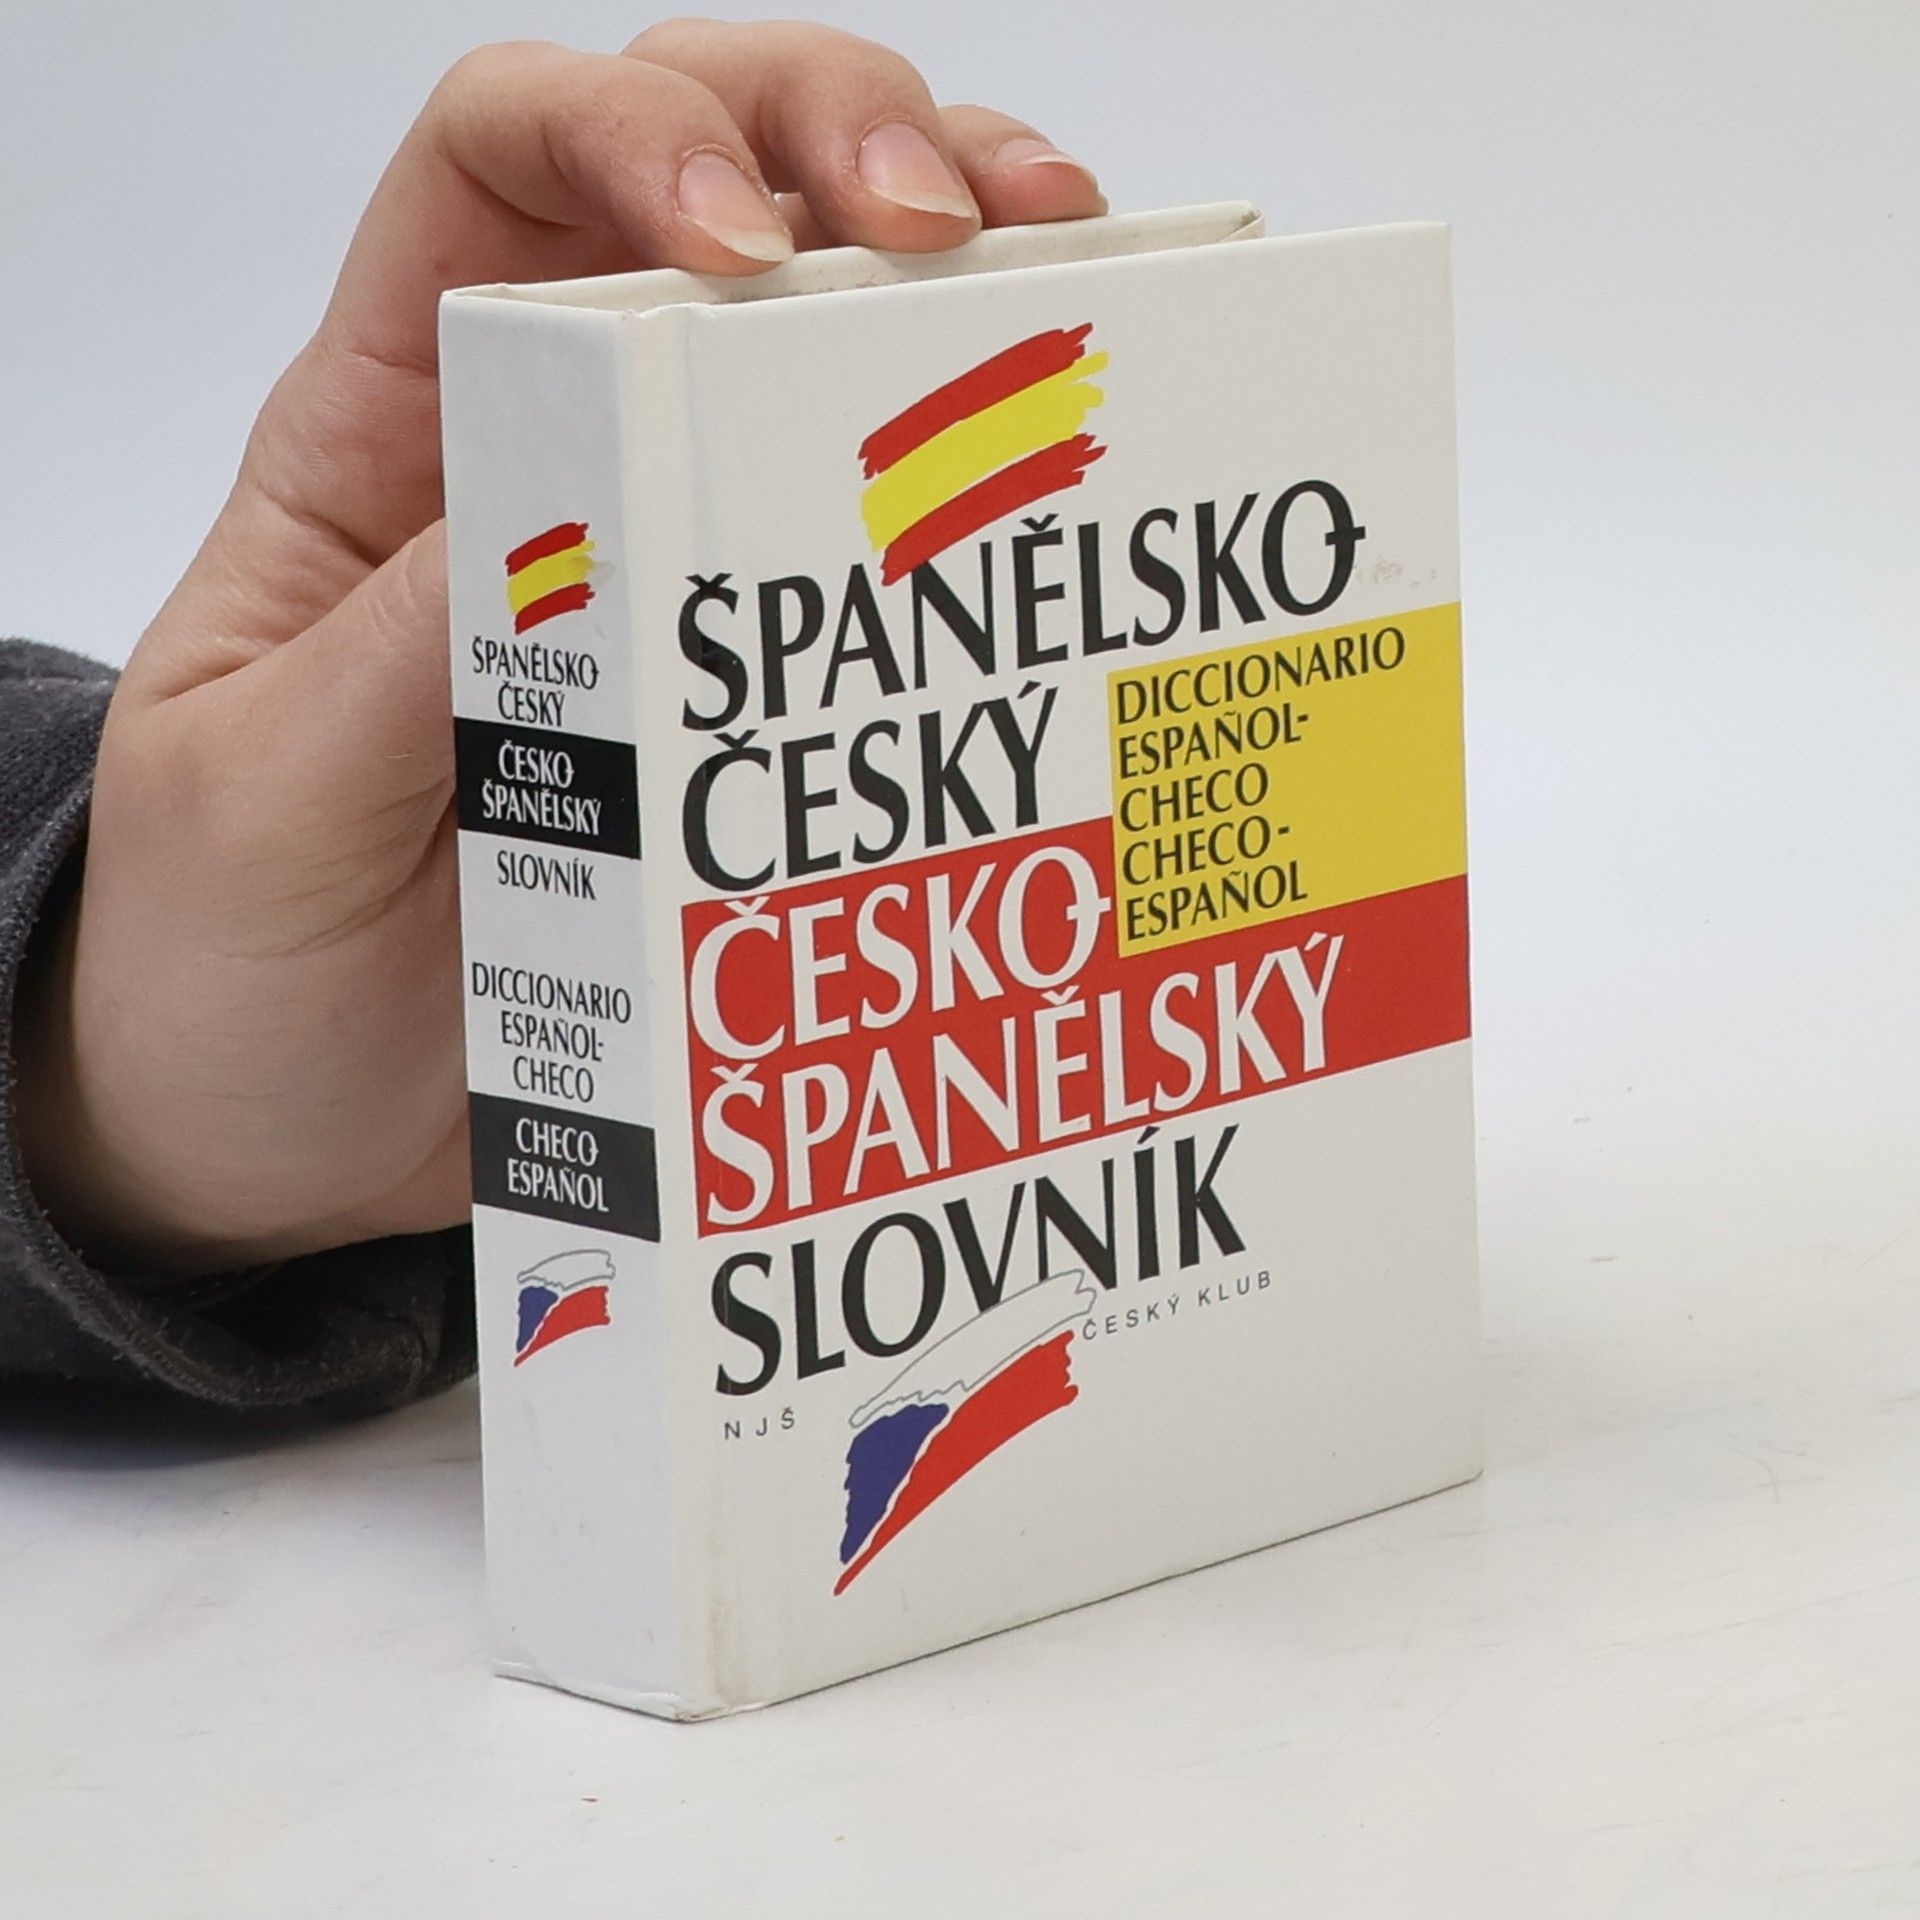 ŠPANĚLSKO-
ČESKÝ
ČESKO-
ŠPANĚLSKÝ
SLOVNÍK
DICCIONARIO
ESPAÑOL-
CHECO
CHECO-
ESPAÑOL
ŠPANĚLSKO-
ČESKÝ
DICCIONARIO
ESPAÑOL-
CHECO
CHECO-
ESPAÑOL
ČESKO-
ŠPANĚLSKÝ
SLOVNÍK
ČESKÝ KLUB
NJŠ